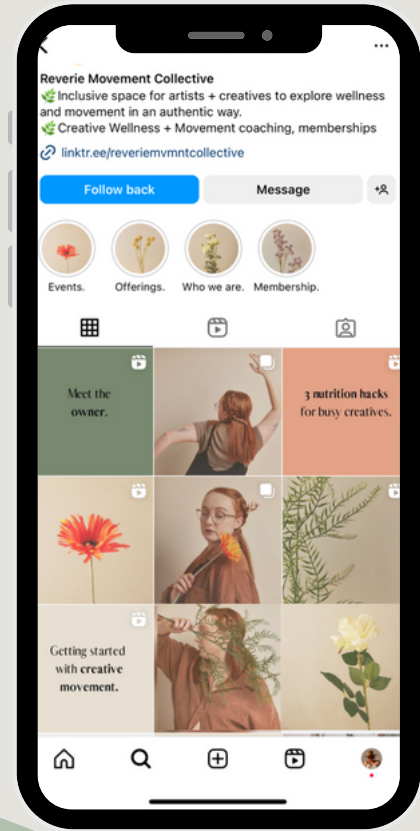 Reverie Movement Collective
🌿Inclusive space for artists + creatives to explore wellness
and movement in an authentic way.
🌿Creative Wellness + Movement coaching, memberships
linktr.ee/reveriemvmntcollective
Follow back Message
Events. Offerings. Who we are. Membership.
Meet the
owner.
3 nutrition hacks
for busy creatives.
Getting started
with creative
movement.